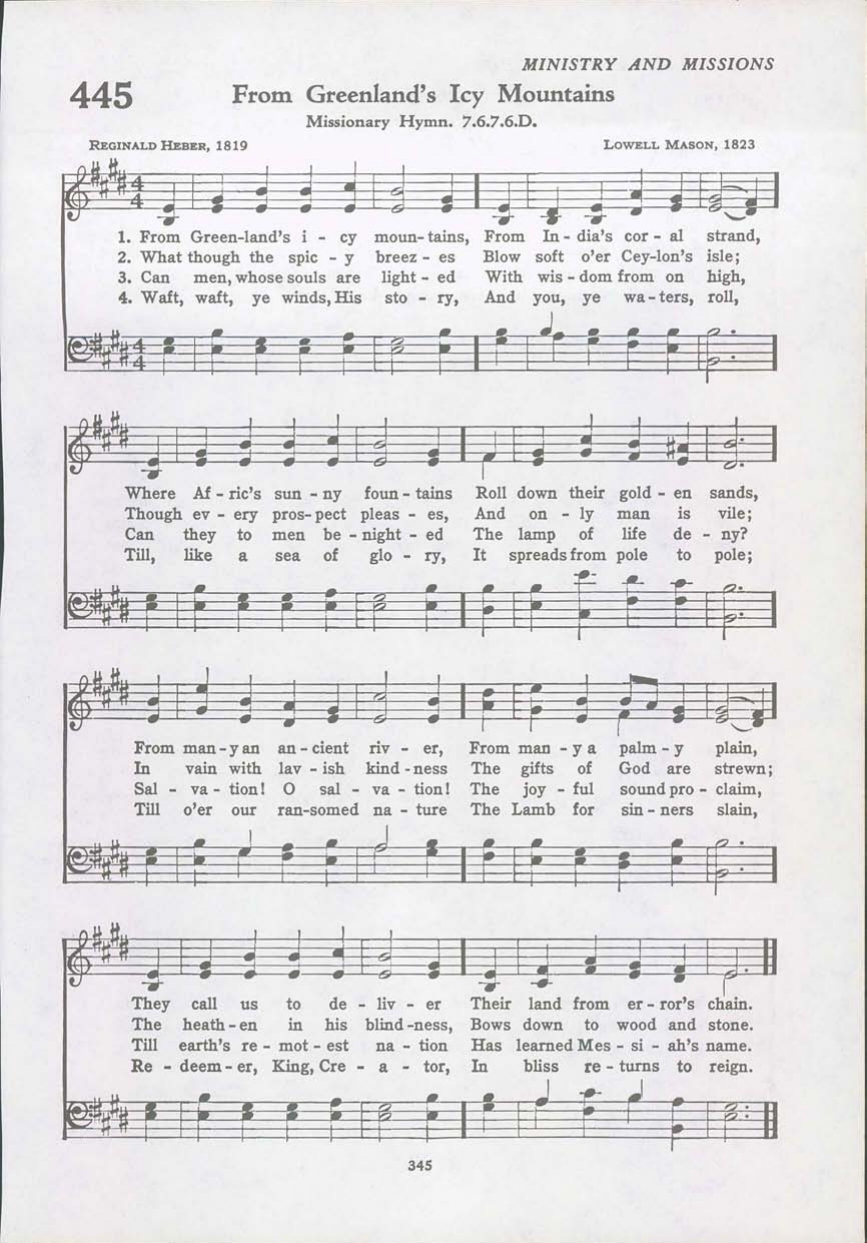 MINISTRY AND MISSIONS
445 From Greenland's Icy Mountains
Missionary Hymn. 7.6.7.6.D.
REGINALD HEBER, 1819 LOWELL MASON, 1823
1. From Green-land's i - cy moun-tains, From In - dia's cor - al strand,
2. What though the spic - y breez - es Blow soft o'er Cey-lon's isle;
3. Can men, whose souls are light - ed With wis - dom from on high,
4. Waft, waft, ye winds, His sto - ry, And you, ye wa - ters, roll,
Where Af - ric's sun - ny foun - tains Roll down their gold - en sands,
Though ev - ery pros- pect pleas - es, And on - ly man is vile;
Can they to men be - night - ed The lamp of life de - ny?
Till, like a sea of glo - ry, It spreads from pole to pole;
From man - y an an - cient riv - er, From man - y a palm - y plain,
In vain with lav - ish kind - ness The gifts of God are strewn;
Sal - va - tion! O sal - va - tion! The joy - ful sound pro - claim,
Till o'er our ran-somed na - ture The Lamb for sin - ners slain,
They call us to de - liv - er Their land from er - ror's chain.
The heath - en in his blind -ness, Bows down to wood and stone.
Till earth's re - mot - est na - tion Has learned Mes - si - ah's name.
Re - deem - er, King, Cre - a - tor, In bliss re - turns to reign.
345